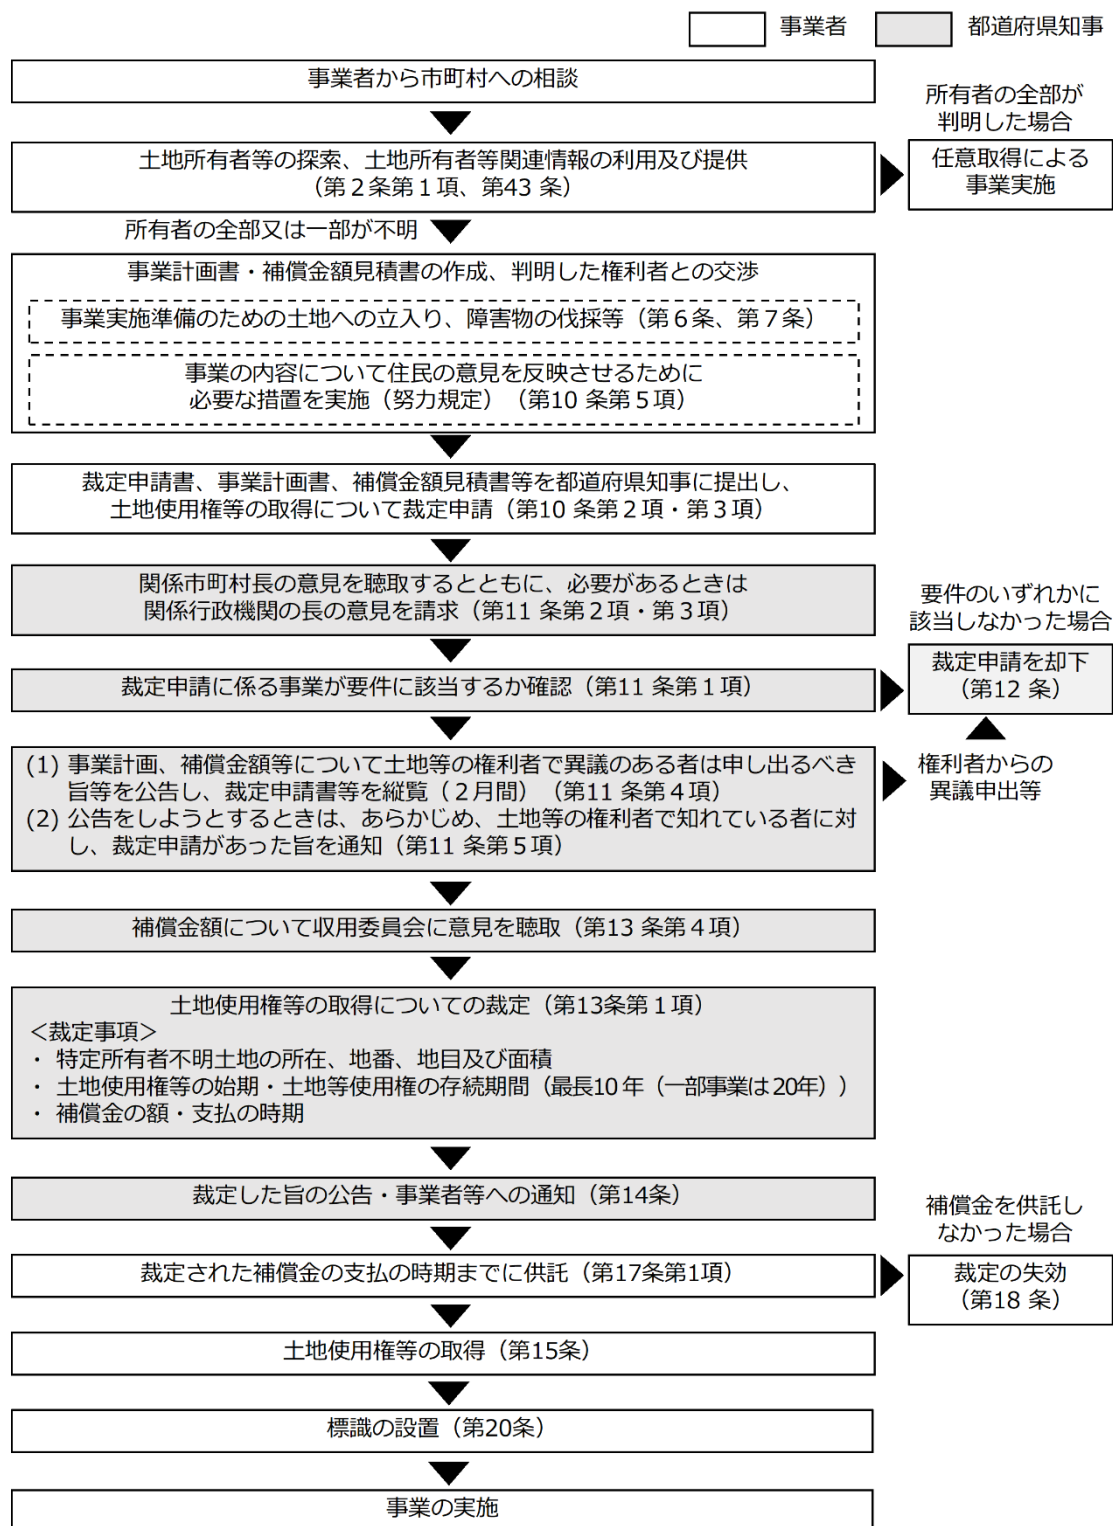 事業者
都道府県知事
事業者から市町村への相談
所有者の全部が
判明した場合
土地所有者等の探索、土地所有者等関連情報の利用及び提供
（第２条第１項、第43 条）
任意取得による
事業実施
所有者の全部又は一部が不明
事業計画書・補償金額見積書の作成、判明した権利者との交渉
事業実施準備のための土地への立入り、障害物の伐採等（第６条、第７条）
事業の内容について住民の意見を反映させるために
必要な措置を実施（努力規定）（第10 条第５項）
裁定申請書、事業計画書、補償金額見積書等を都道府県知事に提出し、
土地使用権等の取得について裁定申請（第10 条第２項・第３項）
関係市町村長の意見を聴取するとともに、必要があるときは
関係行政機関の長の意見を請求（第11 条第２項・第３項）
要件のいずれかに
該当しなかった場合
裁定申請に係る事業が要件に該当するか確認（第11 条第１項）
裁定申請を却下
（第12 条）
(1) 事業計画、補償金額等について土地等の権利者で異議のある者は申し出るべき
旨等を公告し、裁定申請書等を縦覧（２月間）（第11 条第４項）
(2) 公告をしようとするときは、あらかじめ、土地等の権利者で知れている者に対
し、裁定申請があった旨を通知（第11 条第５項）
権利者からの
異議申出等
補償金額について収用委員会に意見を聴取（第13 条第４項）
土地使用権等の取得についての裁定（第13条第１項）
＜裁定事項＞
・ 特定所有者不明土地の所在、地番、地目及び面積
・ 土地使用権等の始期・土地等使用権の存続期間（最長10 年（一部事業は 20年））
・ 補償金の額・支払の時期
裁定した旨の公告・事業者等への通知（第14条）
補償金を供託し
なかった場合
裁定された補償金の支払の時期までに供託（第17条第1項）
裁定の失効
（第18 条）
土地使用権等の取得（第15条）
標識の設置（第20条）
事業の実施